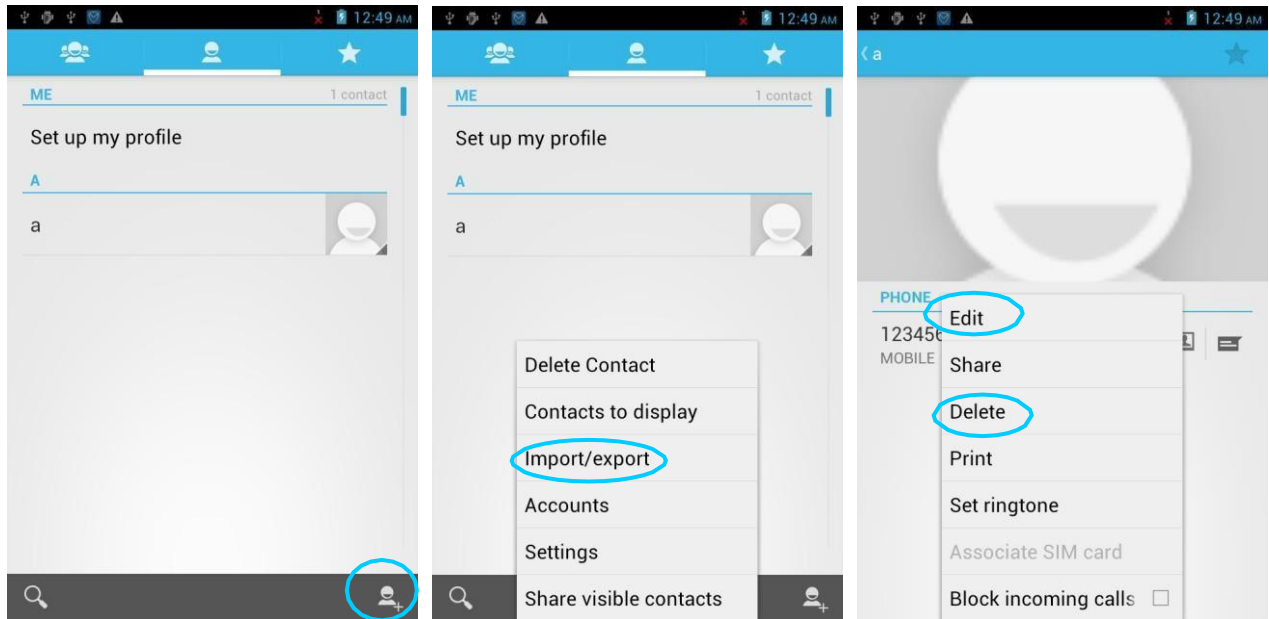 12:49 AM
ME
1 contact
Set up my profile
A
a
12:49 AM
ME
1 contact
Set up my profile
A
a
Delete Contact
Contacts to display
Import/export
Accounts
Settings
Share visible contacts
12:49 AM
a
PHONE
123456
MOBILE
Edit
Share
Delete
Print
Set ringtone
Associate SIM card
Block incoming calls